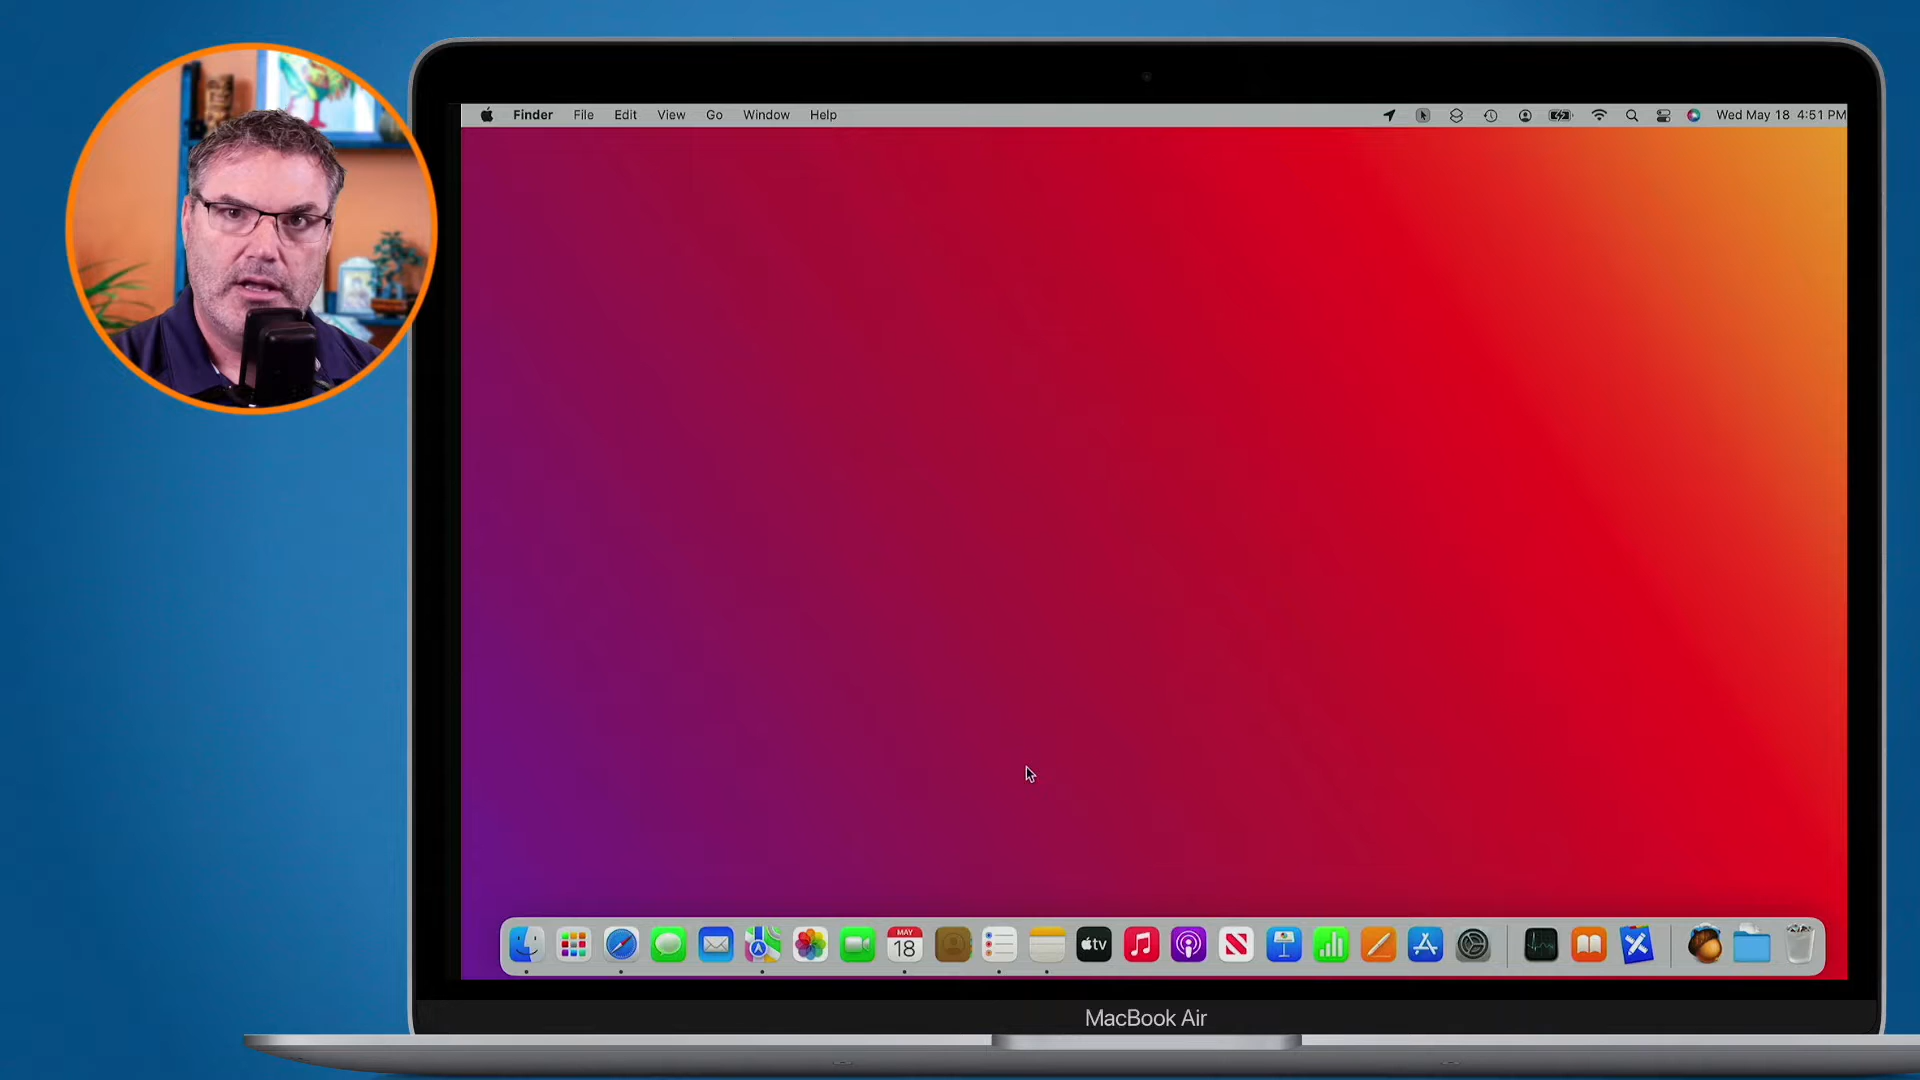 Finder File Edit View Go Window Help Wed May 18 4:51 PM
MAY
18
tv
MacBook Air